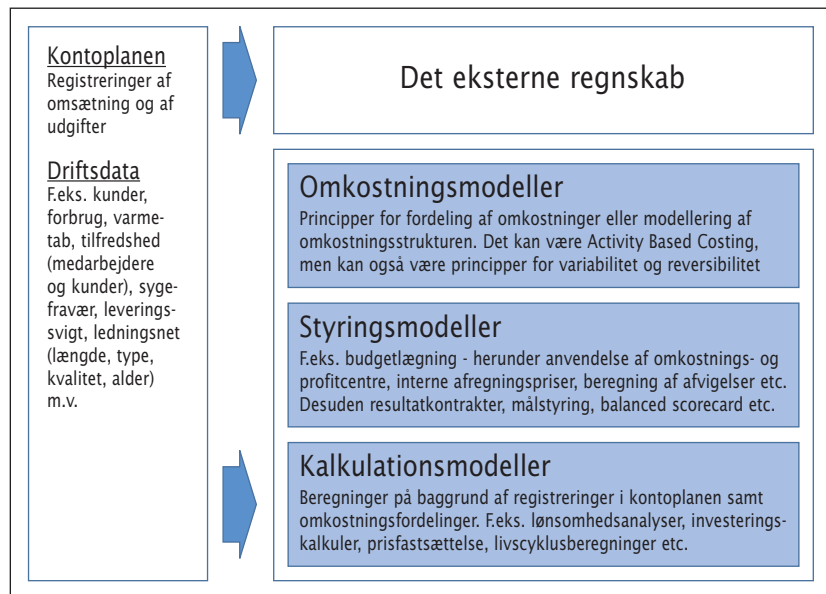 Kontoplanen
Registreringer af
omsætning og af
udgifter
Driftsdata
F.eks. kunder,
forbrug, varme-
tab, tilfredshed
(medarbejdere
og kunder), syge-
fravær, leverings-
svigt, ledningsnet
(længde, type,
kvalitet, alder)
m.v.
Det eksterne regnskab
Omkostningsmodeller
Principper for fordeling af omkostninger eller modellering af
omkostningsstrukturen. Det kan være Activity Based Costing,
men kan også være principper for variabilitet og reversibilitet
Styringsmodeller
F.eks. budgetlægning - herunder anvendelse af omkostnings- og
profitcentre, interne afregningspriser, beregning af afvigelser etc.
Desuden resultatkontrakter, målstyring, balanced scorecard etc.
Kalkulationsmodeller
Beregninger på baggrund af registreringer i kontoplanen samt
omkostningsfordelinger. F.eks. lønsomhedsanalyser, investerings-
kalkuler, prisfastsættelse, livscyklusberegninger etc.